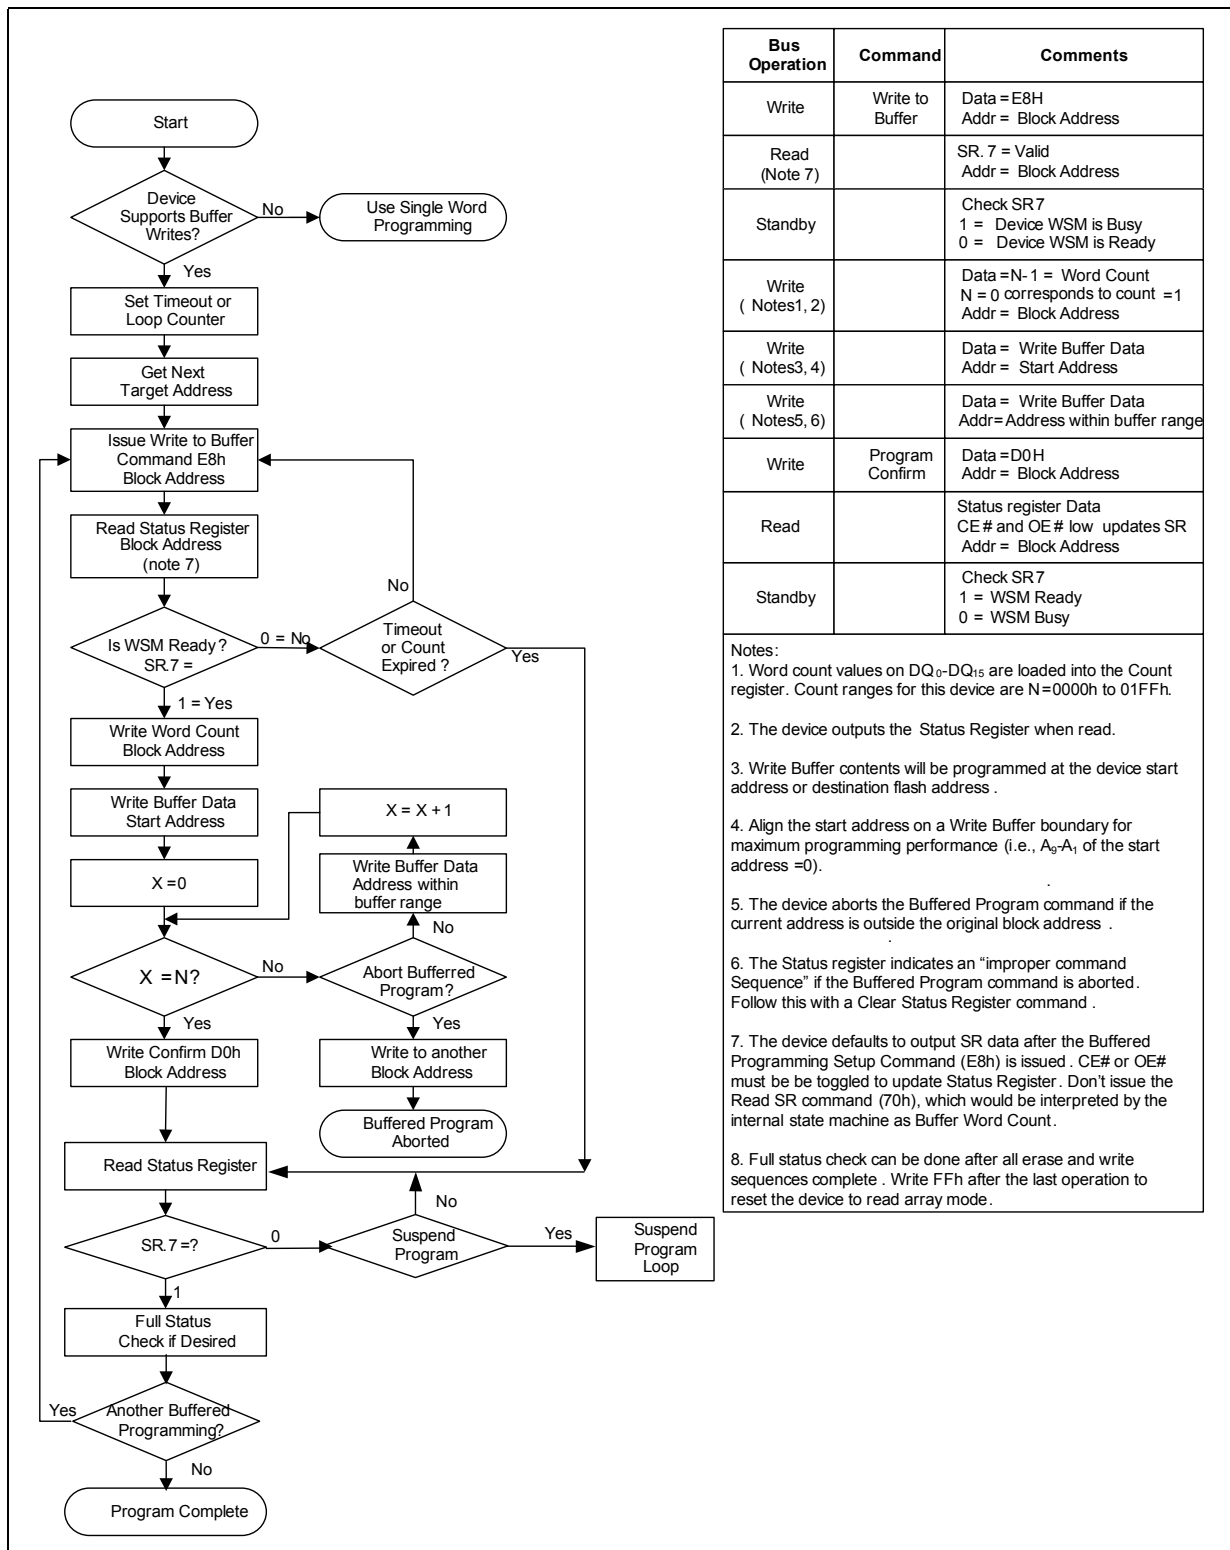 Start
Device
Supports Buffer
Writes?
No
Use Single Word
Programming
Yes
Set Timeout or
Loop Counter
Get Next
Target Address
Issue Write to Buffer
Command E8h
Block Address
Read Status Register
Block Address
(note 7)
No
Is WSM Ready?
SR.7 =
0 = No
Timeout
or Count
Expired ?
Yes
1 = Yes
Write Word Count
Block Address
Write Buffer Data
Start Address
X = X + 1
X =0
Write Buffer Data
Address within
buffer range
No
X =N?
No
Abort Bufferred
Program?
Yes
Yes
Write Confirm D0h
Block Address
Write to another
Block Address
Buffered Program
Aborted
Read Status Register
No
SR.7 =?
0
Suspend
Program
Yes
Suspend
Program
Loop
1
Full Status
Check if Desired
Yes
Another Buffered
Programming?
No
Program Complete
Bus
Operation
Command
Comments
Write
Write to
Buffer
Data =E8H
Addr = Block Address
Read
(Note 7)
SR. 7 = Valid
Addr = Block Address
Standby
Check SR7
1 = Device WSM is Busy
0 = Device WSM is Ready
Write
( Notes1, 2)
Data =N- 1 = Word Count
N = 0 corresponds to count =1
Addr = Block Address
Write
( Notes3, 4)
Data = Write Buffer Data
Addr = Start Address
Write
( Notes5, 6)
Data = Write Buffer Data
Addr=Address within buffer range
Write
Program
Confirm
Data =D0H
Addr = Block Address
Read
Status register Data
CE# and OE# low updates SR
Addr = Block Address
Standby
Check SR7
1 = WSM Ready
0 = WSM Busy
Notes:
1. Word count values on DQ0-DQ15 are loaded into the Count
register. Count ranges for this device are N=0000h to 01FFh.
2. The device outputs the Status Register when read.
3. Write Buffer contents will be programmed at the device start
address or destination flash address .
4. Align the start address on a Write Buffer boundary for
maximum programming performance (i.e., A9-A1 of the start
address =0).
5. The device aborts the Buffered Program command if the
current address is outside the original block address .
6. The Status register indicates an “improper command
Sequence” if the Buffered Program command is aborted.
Follow this with a Clear Status Register command .
7. The device defaults to output SR data after the Buffered
Programming Setup Command (E8h) is issued . CE# or OE#
must be be toggled to update Status Register . Don’t issue the
Read SR command (70h), which would be interpreted by the
internal state machine as Buffer Word Count.
8. Full status check can be done after all erase and write
sequences complete . Write FFh after the last operation to
reset the device to read array mode.